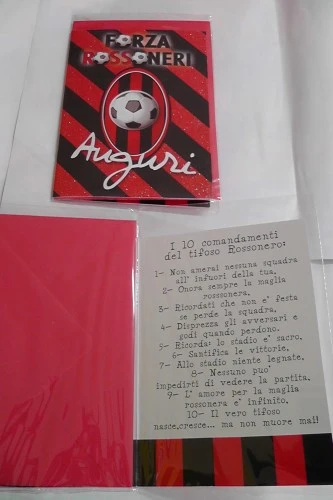 FORZA
ROSSONERI
Auguri
I 10 comandamenti
del tifoso Rossonero:
1- Non amerai nessuna squadra
all' infuori della tua.
2- Onora sempre la maglia
rossonera.
3- Ricordati che non e' festa
se perde la squadra.
4- Disprezza gli avversari e
godi quando perdono.
5- Ricorda: lo stadio e' sacro.
6- Santifica le vittorie.
7- Allo stadio niente legnate.
8- Nessuno puo'
impedirti di vedere la partita.
9- L' amore per la maglia
rossonera e' infinito.
10- Il vero tifoso
nasce,cresce... ma non muore mai!